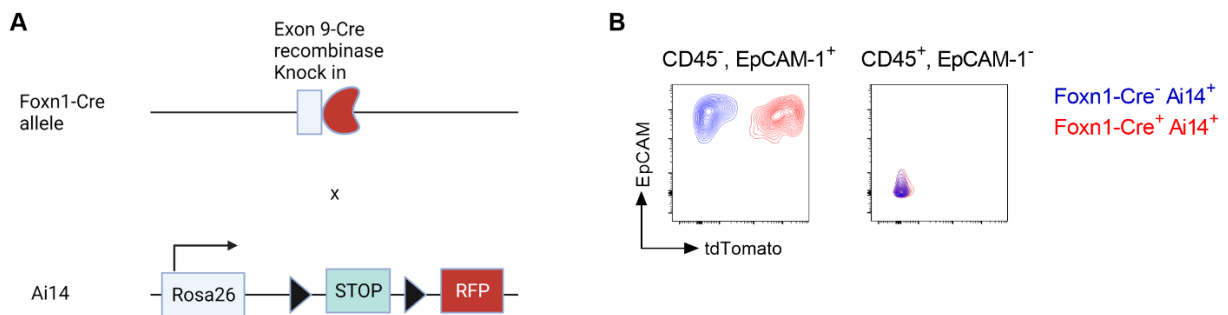 A
Exon 9-Cre
recombinase
Knock in
Foxn1-Cre
allele
x
Ai14
Rosa26
STOP
RFP
B
CD45⁻, EpCAM-1⁺
CD45⁺, EpCAM-1⁻
EpCAM
tdTomato
Foxn1-Cre⁻ Ai14⁺
Foxn1-Cre⁺ Ai14⁺